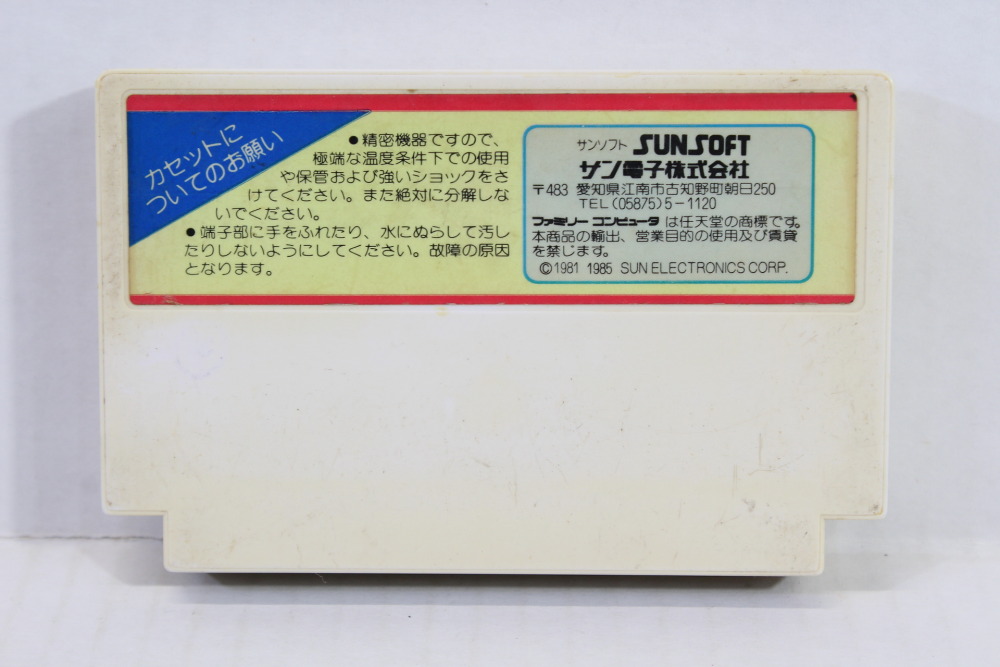 カセットに
ついてのお願い
●精密機器ですので、
極端な温度条件下での使用
や保管および強いショックをさ
けてください。また絶対に分解しな
いでください。
●端子部に手をふれたり、水にぬらして汚し
たりしないようにしてください。故障の原因
となります。
サンソフト SUNSOFT
サン電子株式会社
〒483 愛知県江南市古知野町朝日250
TEL(05875)5-1120
ファミリー コンピュータ は任天堂の商標です。
本商品の輸出、営業目的の使用及び賃貸
を禁じます。
©1981 1985 SUN ELECTRONICS CORP.